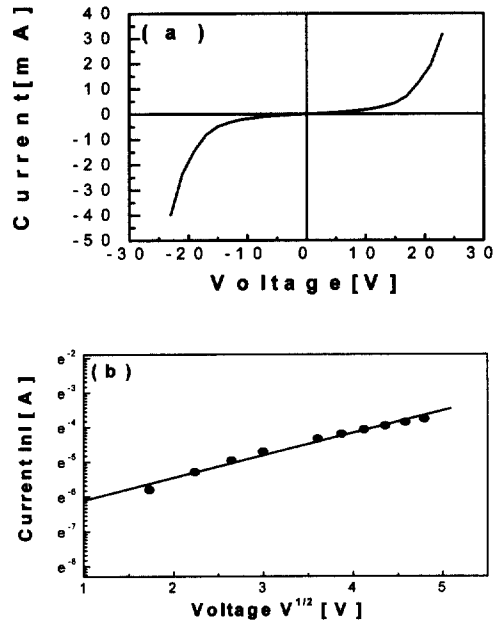 40
(a)
30
20
10
0
-10
-20
-30
-40
-50
Current[mA]
-30 -20 -10 0 10 20 30
Voltage[V]
(b)
e-2
e-3
e-4
e-5
e-6
e-7
e-8
Current lnI [A]
1 2 3 4 5
Voltage V1/2 [V]